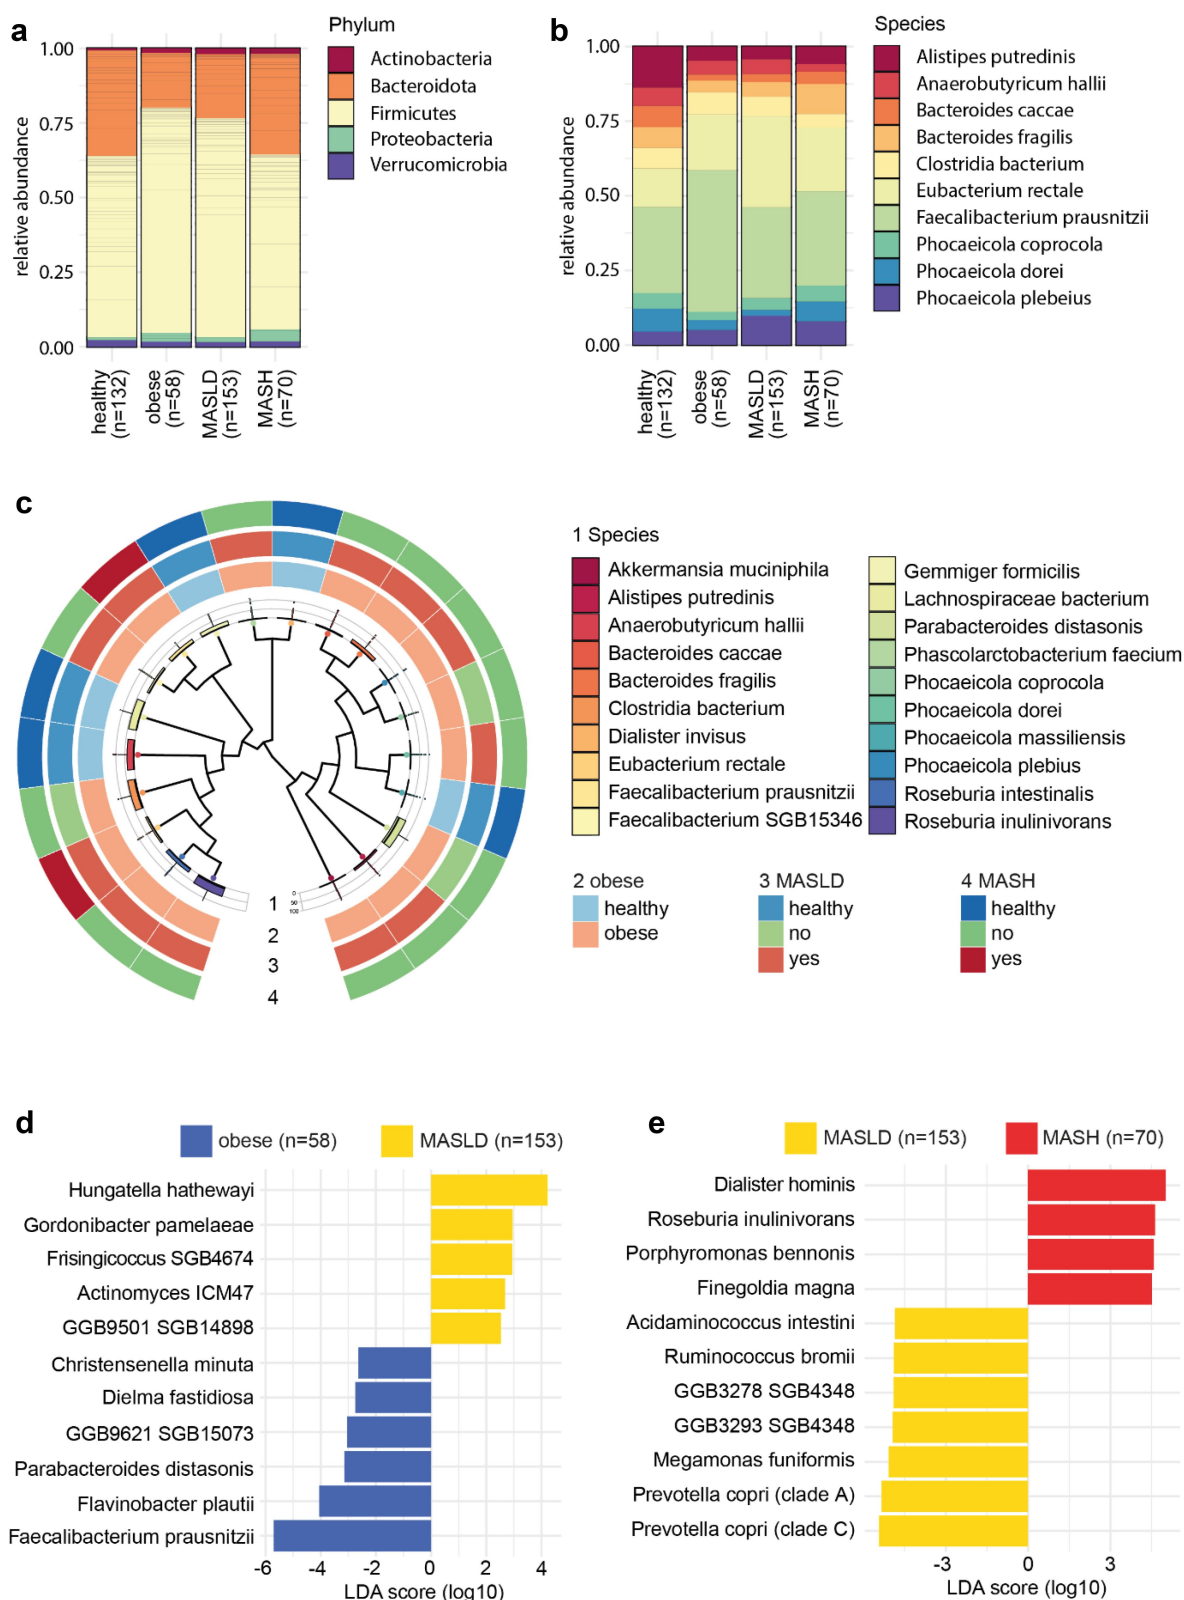 a
Phylum
1.00
0.75
0.50
0.25
0.00
relative abundance
Actinobacteria
Bacteroidota
Firmicutes
Proteobacteria
Verrucomicrobia
healthy
(n=132)
obese
(n=58)
MASLD
(n=153)
MASH
(n=70)
b
Species
1.00
0.75
0.50
0.25
0.00
relative abundance
Alistipes putredinis
Anaerobutyricum hallii
Bacteroides caccae
Bacteroides fragilis
Clostridia bacterium
Eubacterium rectale
Faecalibacterium prausnitzii
Phocaeicola coprocola
Phocaeicola dorei
Phocaeicola plebeius
healthy
(n=132)
obese
(n=58)
MASLD
(n=153)
MASH
(n=70)
c
0
50
100
1
2
3
4
1 Species
Akkermansia muciniphila
Alistipes putredinis
Anaerobutyricum hallii
Bacteroides caccae
Bacteroides fragilis
Clostridia bacterium
Dialister invisus
Eubacterium rectale
Faecalibacterium prausnitzii
Faecalibacterium SGB15346
Gemmiger formicilis
Lachnospiraceae bacterium
Parabacteroides distasonis
Phascolarctobacterium faecium
Phocaeicola coprocola
Phocaeicola dorei
Phocaeicola massiliensis
Phocaeicola plebius
Roseburia intestinalis
Roseburia inulinivorans
2 obese
healthy
obese
3 MASLD
healthy
no
yes
4 MASH
healthy
no
yes
d
obese (n=58)
MASLD (n=153)
Hungatella hathewayi
Gordonibacter pamelaeae
Frisingicoccus SGB4674
Actinomyces ICM47
GGB9501 SGB14898
Christensenella minuta
Dielma fastidiosa
GGB9621 SGB15073
Parabacteroides distasonis
Flavinobacter plautii
Faecalibacterium prausnitzii
-6 -4 -2 0 2 4
LDA score (log10)
e
MASLD (n=153)
MASH (n=70)
Dialister hominis
Roseburia inulinivorans
Porphyromonas bennonis
Finegoldia magna
Acidaminococcus intestini
Ruminococcus bromii
GGB3278 SGB4348
GGB3293 SGB4348
Megamonas funiformis
Prevotella copri (clade A)
Prevotella copri (clade C)
-3 0 3
LDA score (log10)